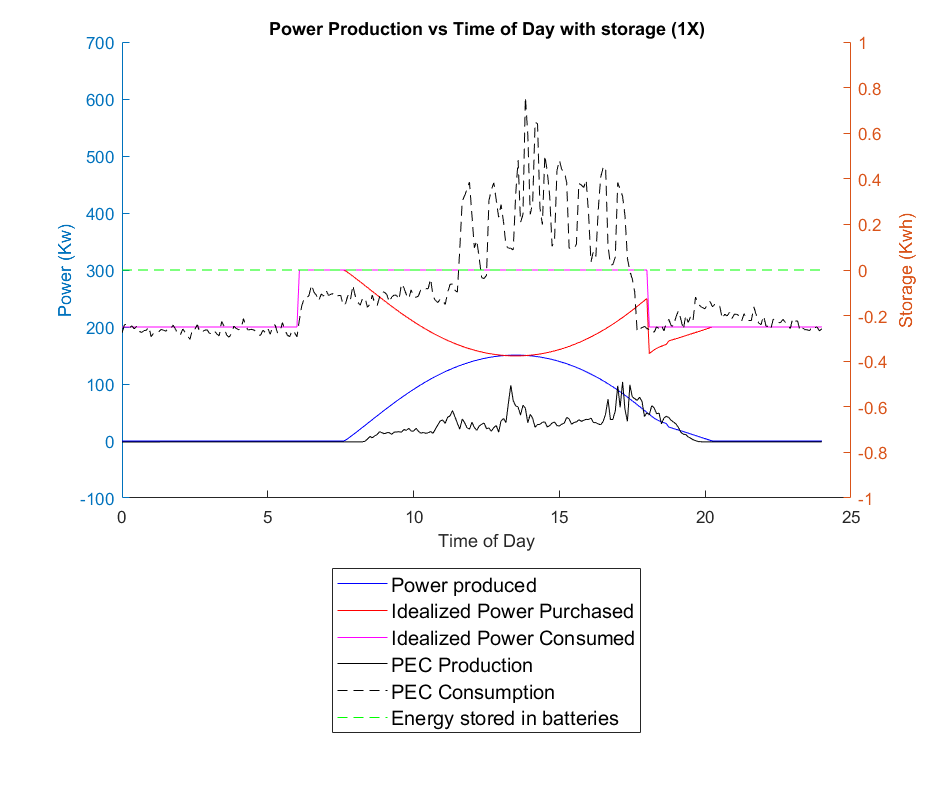 Power Production vs Time of Day with storage (1X)
700
600
500
400
300
200
100
0
-100
Power (Kw)
1
0.8
0.6
0.4
0.2
0
-0.2
-0.4
-0.6
-0.8
-1
Storage (Kwh)
0 5 10 15 20 25
Time of Day
Power produced
Idealized Power Purchased
Idealized Power Consumed
PEC Production
PEC Consumption
Energy stored in batteries